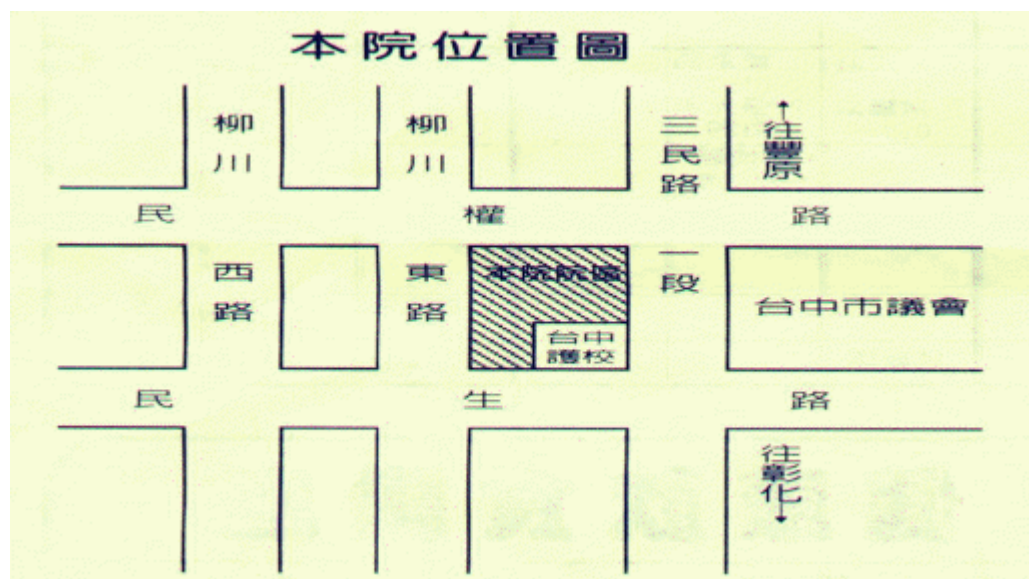 本院位置圖
柳川西路
柳川東路
三民路一段
↑往豐原
民權路
本院院區
台中護校
台中市議會
民生路
往彰化↓